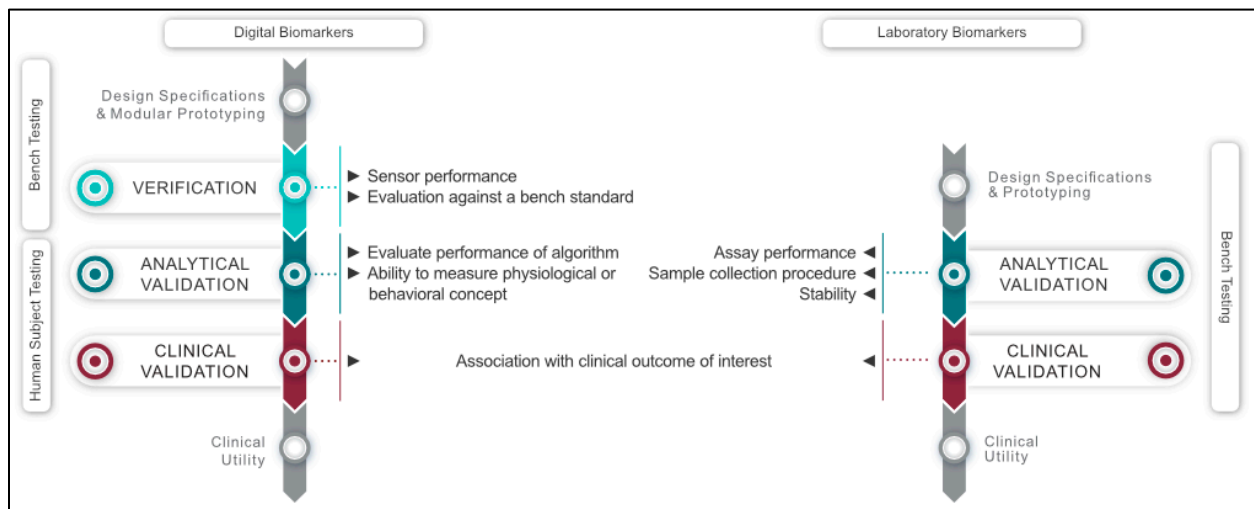 Digital Biomarkers
Laboratory Biomarkers
Bench Testing
Design Specifications
& Modular Prototyping
VERIFICATION
► Sensor performance
► Evaluation against a bench standard
Design Specifications
& Prototyping
Human Subject Testing
ANALYTICAL
VALIDATION
► Evaluate performance of algorithm
► Ability to measure physiological or
behavioral concept
Assay performance ◄
Sample collection procedure ◄
Stability ◄
ANALYTICAL
VALIDATION
Bench Testing
CLINICAL
VALIDATION
► Association with clinical outcome of interest ◄
CLINICAL
VALIDATION
Clinical
Utility
Clinical
Utility